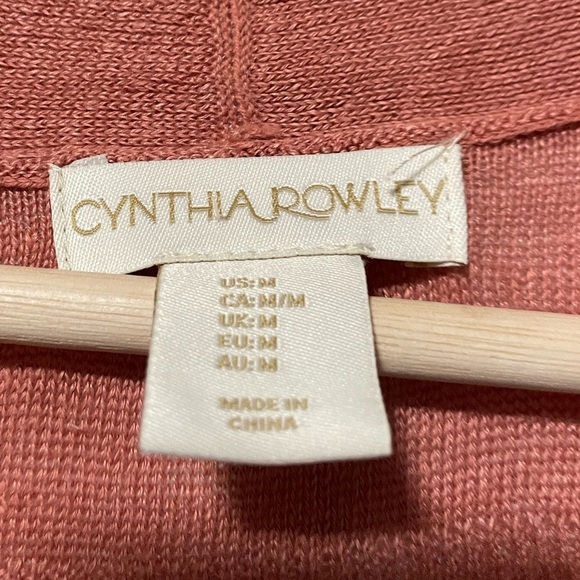 CYNTHIA ROWLEY
US: M
CA: M/M
UK: M
EU: M
AU: M
MADE IN
CHINA